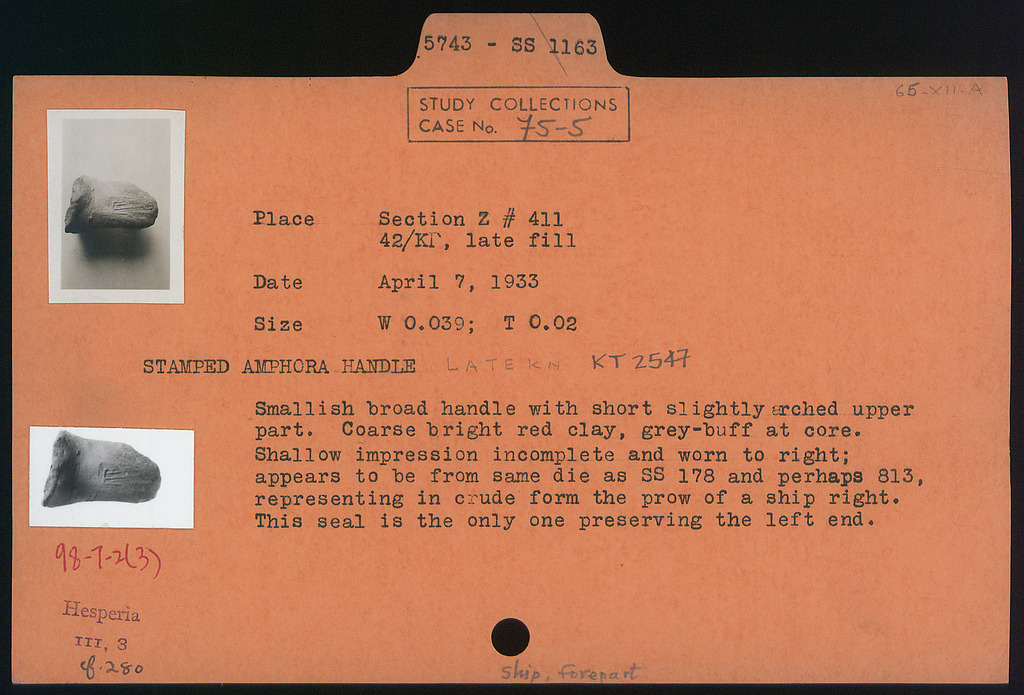 5743 - SS 1163
65-XII-A
STUDY COLLECTIONS
CASE No. 75-5
Place Section Z # 411
42/ΚΓ, late fill
Date April 7, 1933
Size W 0.039; T 0.02
STAMPED AMPHORA HANDLE LATE KN KT 2547
Smallish broad handle with short slightly arched upper
part. Coarse bright red clay, grey-buff at core.
Shallow impression incomplete and worn to right;
appears to be from same die as SS 178 and perhaps 813,
representing in crude form the prow of a ship right.
This seal is the only one preserving the left end.
98-7-2(3)
Hesperia
III, 3
cf. 280
Ship, forepart